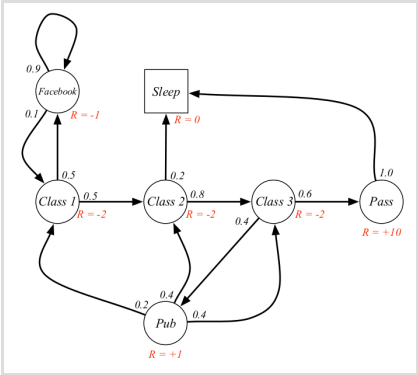 0.9
Facebook
Sleep
0.1
R = -1
R = 0
0.5
0.2
1.0
Class 1
0.5
Class 2
0.8
Class 3
0.6
Pass
R = -2
R = -2
0.4
R = -2
R = +10
0.2
0.4
0.4
Pub
R = +1